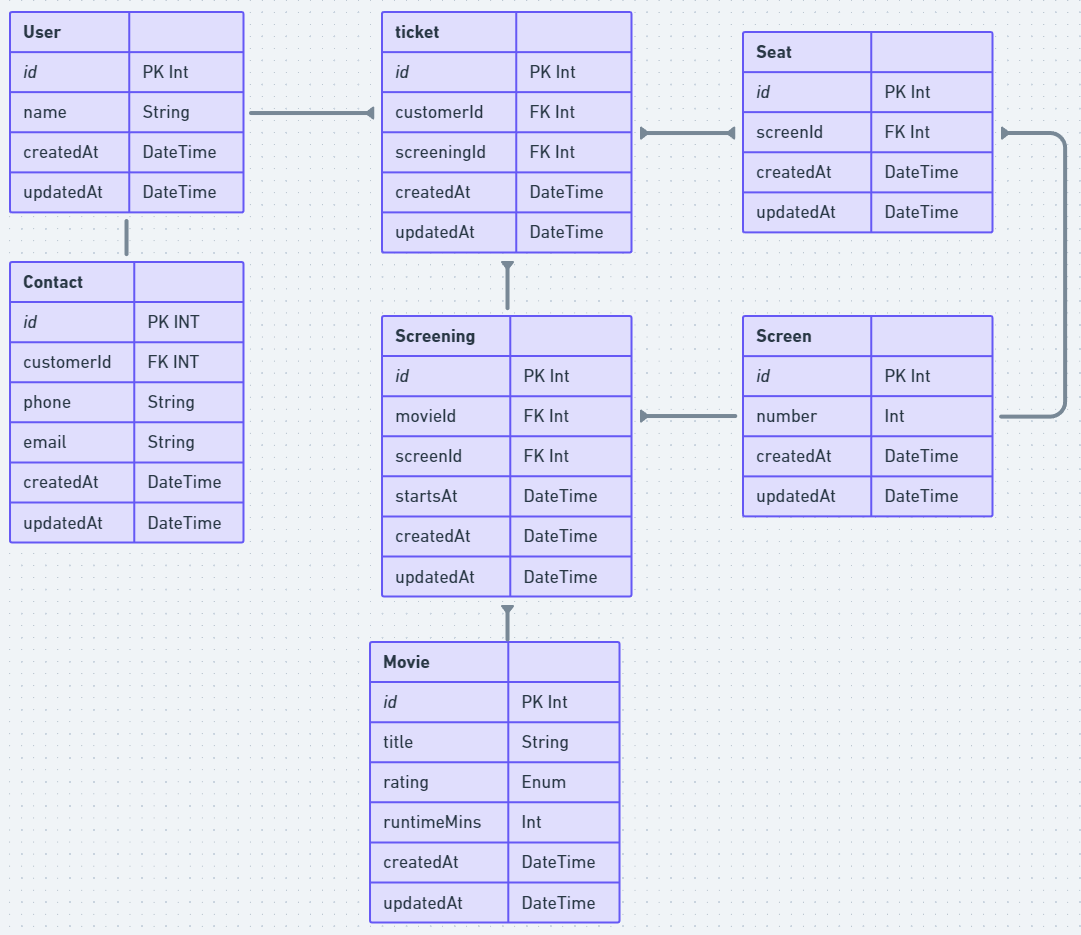 User
id PK Int
name String
createdAt DateTime
updatedAt DateTime
Contact
id PK INT
customerId FK INT
phone String
email String
createdAt DateTime
updatedAt DateTime
ticket
id PK Int
customerId FK Int
screeningId FK Int
createdAt DateTime
updatedAt DateTime
Screening
id PK Int
movieId FK Int
screenId FK Int
startsAt DateTime
createdAt DateTime
updatedAt DateTime
Movie
id PK Int
title String
rating Enum
runtimeMins Int
createdAt DateTime
updatedAt DateTime
Seat
id PK Int
screenId FK Int
createdAt DateTime
updatedAt DateTime
Screen
id PK Int
number Int
createdAt DateTime
updatedAt DateTime